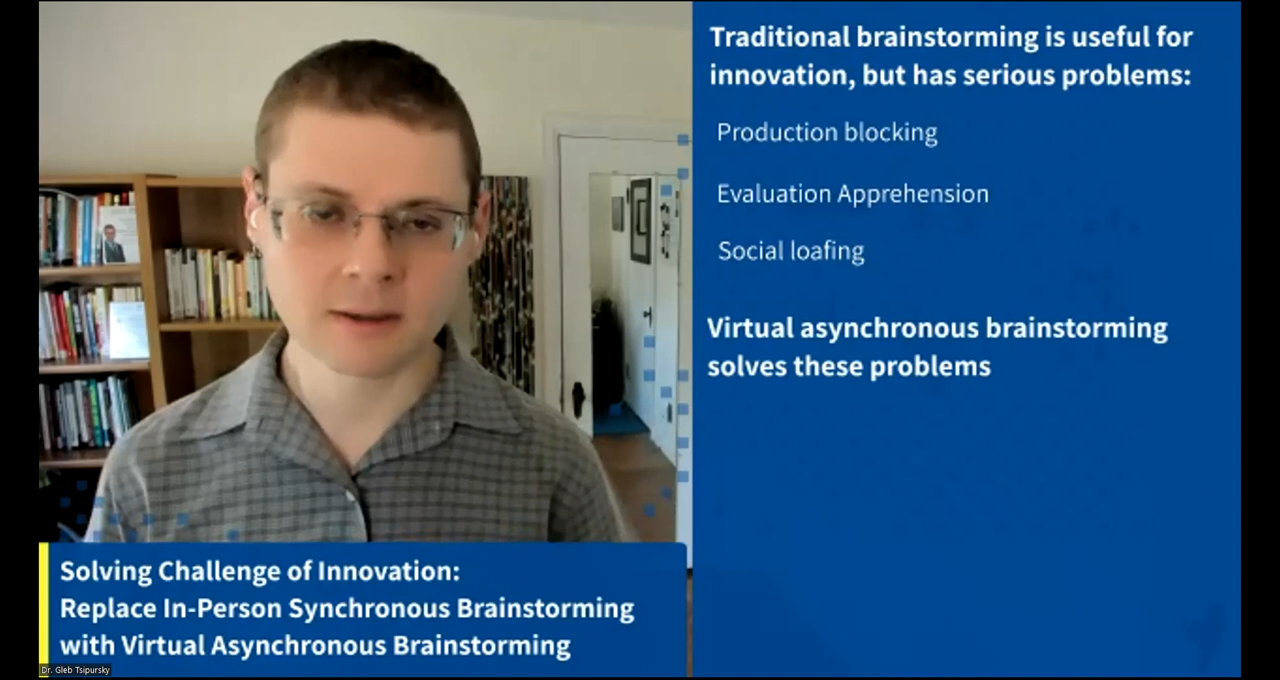 Traditional brainstorming is useful for
innovation, but has serious problems:
Production blocking
Evaluation Apprehension
Social loafing
Virtual asynchronous brainstorming
solves these problems
Solving Challenge of Innovation:
Replace In-Person Synchronous Brainstorming
with Virtual Asynchronous Brainstorming
Dr. Gleb Tsipursky